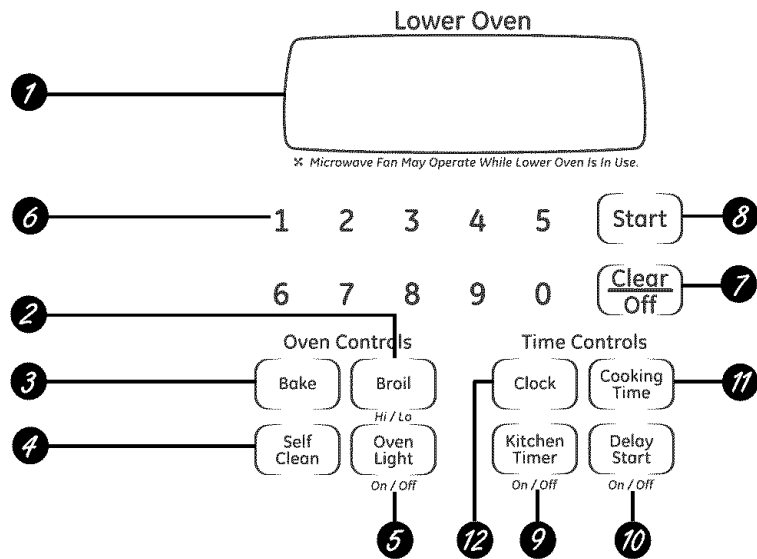 Lower Oven
1
※ Microwave Fan May Operate While Lower Oven Is In Use.
6
1 2 3 4 5
Start
8
6 7 8 9 0
Clear
Off
7
2
Oven Controls
Time Controls
3
Bake
Broil
Hi / Lo
Clock
Cooking
Time
11
4
Self
Clean
Oven
Light
On / Off
Kitchen
Timer
On / Off
Delay
Start
On / Off
5
12
9
10